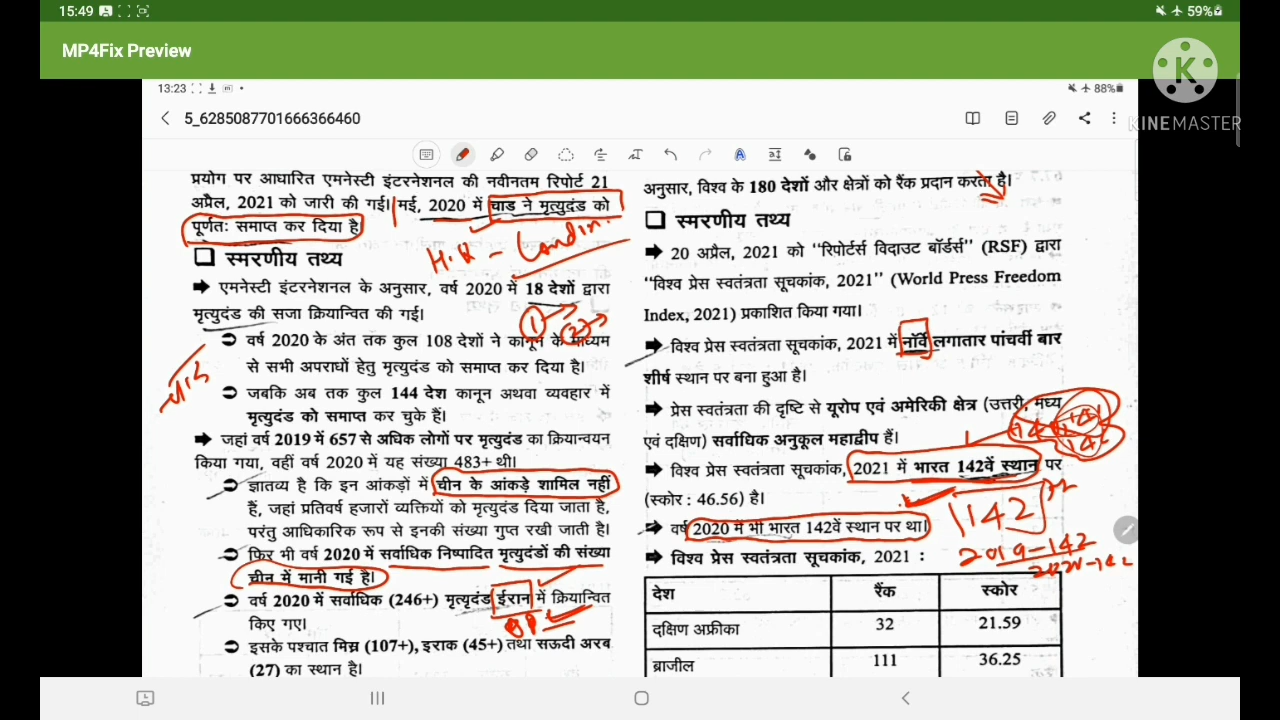 15:49
59%
MP4Fix Preview
K
KINEMASTER
13:23
88%
5_6285087701666366460
प्रयोग पर आधारित एमनेस्टी इंटरनेशनल की नवीनतम रिपोर्ट 21
अप्रैल, 2021 को जारी की गई। मई, 2020 में चाड ने मृत्युदंड को
पूर्णतः समाप्त कर दिया है
H.Q - London
स्मरणीय तथ्य
एमनेस्टी इंटरनेशनल के अनुसार, वर्ष 2020 में 18 देशों द्वारा
मृत्युदंड की सजा क्रियान्वित की गई।
1 2
वर्ष 2020 के अंत तक कुल 108 देशों ने कानून के माध्यम
से सभी अपराधों हेतु मृत्युदंड को समाप्त कर दिया है।
चाड
जबकि अब तक कुल 144 देश कानून अथवा व्यवहार में
मृत्युदंड को समाप्त कर चुके हैं।
जहां वर्ष 2019 में 657 से अधिक लोगों पर मृत्युदंड का क्रियान्वयन
किया गया, वहीं वर्ष 2020 में यह संख्या 483+ थी।
ज्ञातव्य है कि इन आंकड़ों में चीन के आंकड़े शामिल नहीं
हैं, जहां प्रतिवर्ष हजारों व्यक्तियों को मृत्युदंड दिया जाता है,
परंतु आधिकारिक रूप से इनकी संख्या गुप्त रखी जाती है।
फिर भी वर्ष 2020 में सर्वाधिक निष्पादित मृत्युदंडों की संख्या
चीन में मानी गई है।
वर्ष 2020 में सर्वाधिक (246+) मृत्युदंड ईरान में क्रियान्वित
किए गए।
इसके पश्चात मिस्र (107+), इराक (45+) तथा सऊदी अरब
(27) का स्थान है।
अनुसार, विश्व के 180 देशों और क्षेत्रों को रैंक प्रदान करता है।
स्मरणीय तथ्य
20 अप्रैल, 2021 को "रिपोर्टर्स विदाउट बॉर्डर्स" (RSF) द्वारा
"विश्व प्रेस स्वतंत्रता सूचकांक, 2021" (World Press Freedom
Index, 2021) प्रकाशित किया गया।
विश्व प्रेस स्वतंत्रता सूचकांक, 2021 में नॉर्वे लगातार पांचवी बार
शीर्ष स्थान पर बना हुआ है।
प्रेस स्वतंत्रता की दृष्टि से यूरोप एवं अमेरिकी क्षेत्र (उत्तरी, मध्य
एवं दक्षिण) सर्वाधिक अनुकूल महाद्वीप हैं।
विश्व प्रेस स्वतंत्रता सूचकांक, 2021 में भारत 142वें स्थान पर
(स्कोर : 46.56) है।
142
वर्ष 2020 में भी भारत 142वें स्थान पर था।
2019-142
विश्व प्रेस स्वतंत्रता सूचकांक, 2021 :
देश रैंक स्कोर
दक्षिण अफ्रीका 32 21.59
ब्राजील 111 36.25